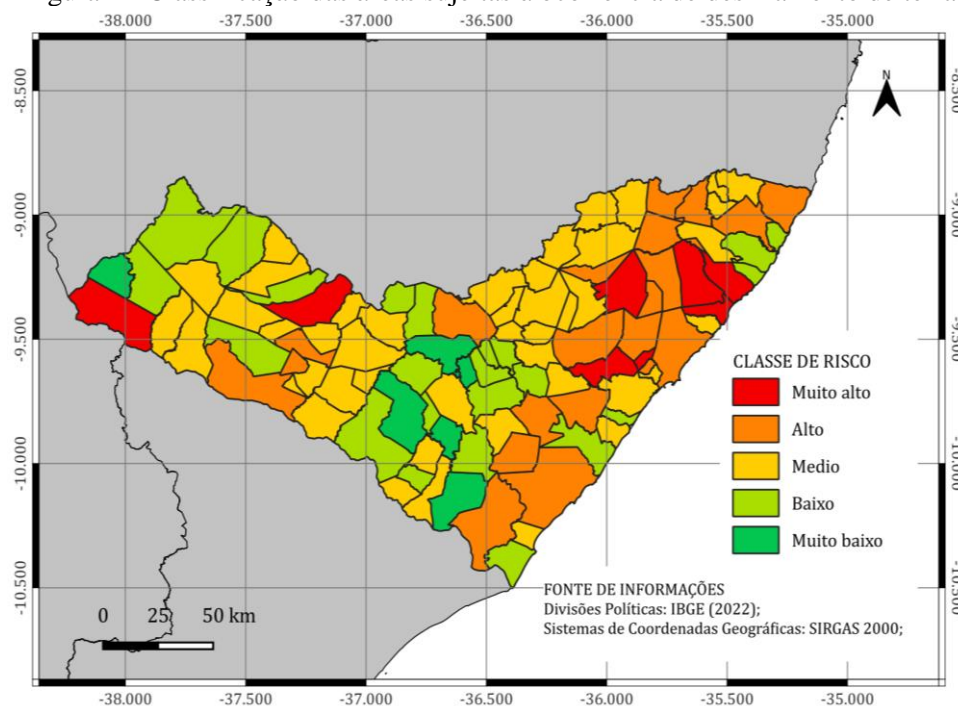 -38.000 -37.500 -37.000 -36.500 -36.000 -35.500 -35.000
-8.500
-9.000
-9.500
-10.000
-10.500
N
CLASSE DE RISCO
Muito alto
Alto
Medio
Baixo
Muito baixo
0 25 50 km
FONTE DE INFORMAÇÕES
Divisões Políticas: IBGE (2022);
Sistemas de Coordenadas Geográficas: SIRGAS 2000;
-38.000 -37.500 -37.000 -36.500 -36.000 -35.500 -35.000